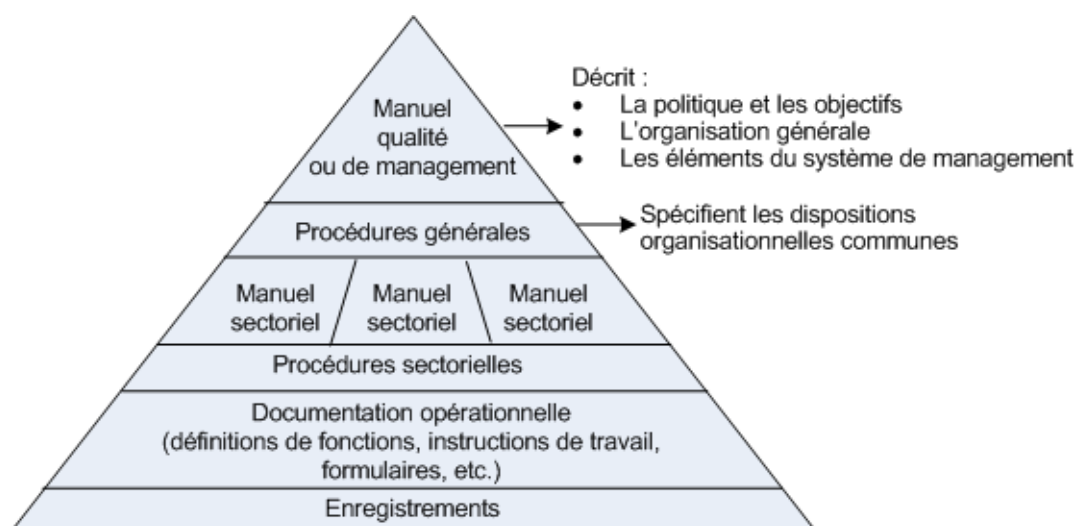 Décrit :
• La politique et les objectifs
• L'organisation générale
• Les éléments du système de management
Manuel
qualité
ou de management
Spécifient les dispositions
organisationnelles communes
Procédures générales
Manuel
sectoriel
Manuel
sectoriel
Manuel
sectoriel
Procédures sectorielles
Documentation opérationnelle
(définitions de fonctions, instructions de travail,
formulaires, etc.)
Enregistrements